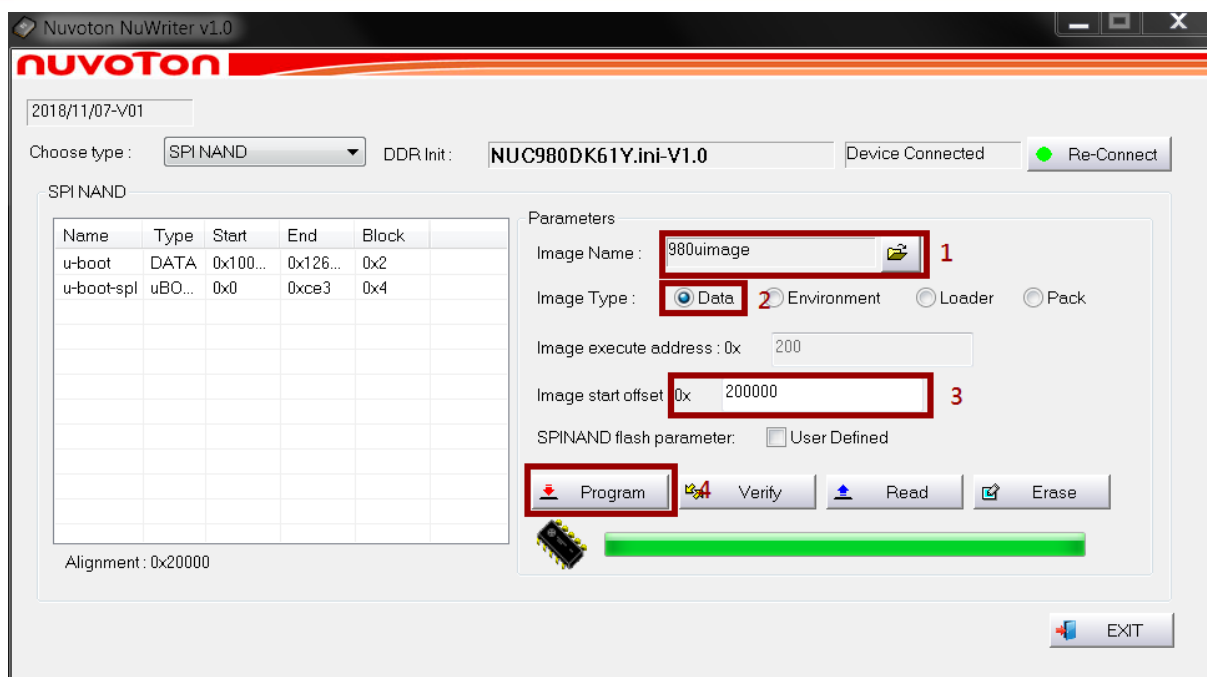 Nuvoton NuWriter v1.0
nuvoTon
2018/11/07-V01
Choose type : SPI NAND DDR Init : NUC980DK61Y.ini-V1.0 Device Connected Re-Connect
SPI NAND
Name Type Start End Block
u-boot DATA 0x100... 0x126... 0x2
u-boot-spl uBO... 0x0 0xce3 0x4
Alignment : 0x20000
Parameters
Image Name : 980uimage 1
Image Type : Data 2 Environment Loader Pack
Image execute address : 0x 200
Image start offset 0x 200000 3
SPINAND flash parameter: User Defined
Program 4 Verify Read Erase
EXIT